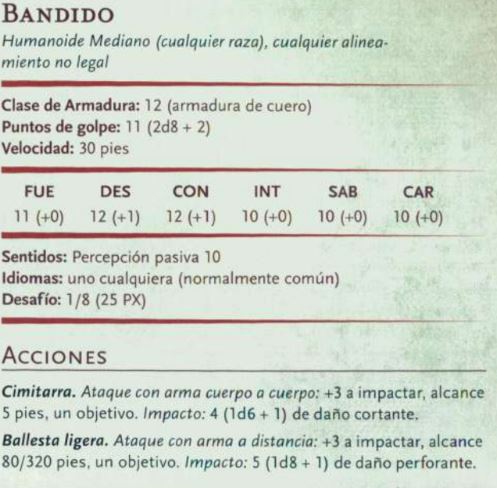 BANDIDO
Humanoide Mediano (cualquier raza), cualquier alinea-
miento no legal
Clase de Armadura: 12 (armadura de cuero)
Puntos de golpe: 11 (2d8 + 2)
Velocidad: 30 pies
FUE DES CON INT SAB CAR
11 (+0) 12 (+1) 12 (+1) 10 (+0) 10 (+0) 10 (+0)
Sentidos: Percepción pasiva 10
Idiomas: uno cualquiera (normalmente común)
Desafío: 1/8 (25 PX)
ACCIONES
Cimitarra. Ataque con arma cuerpo a cuerpo: +3 a impactar, alcance
5 pies, un objetivo. Impacto: 4 (1d6 + 1) de daño cortante.
Ballesta ligera. Ataque con arma a distancia: +3 a impactar, alcance
80/320 pies, un objetivo. Impacto: 5 (1d8 + 1) de daño perforante.